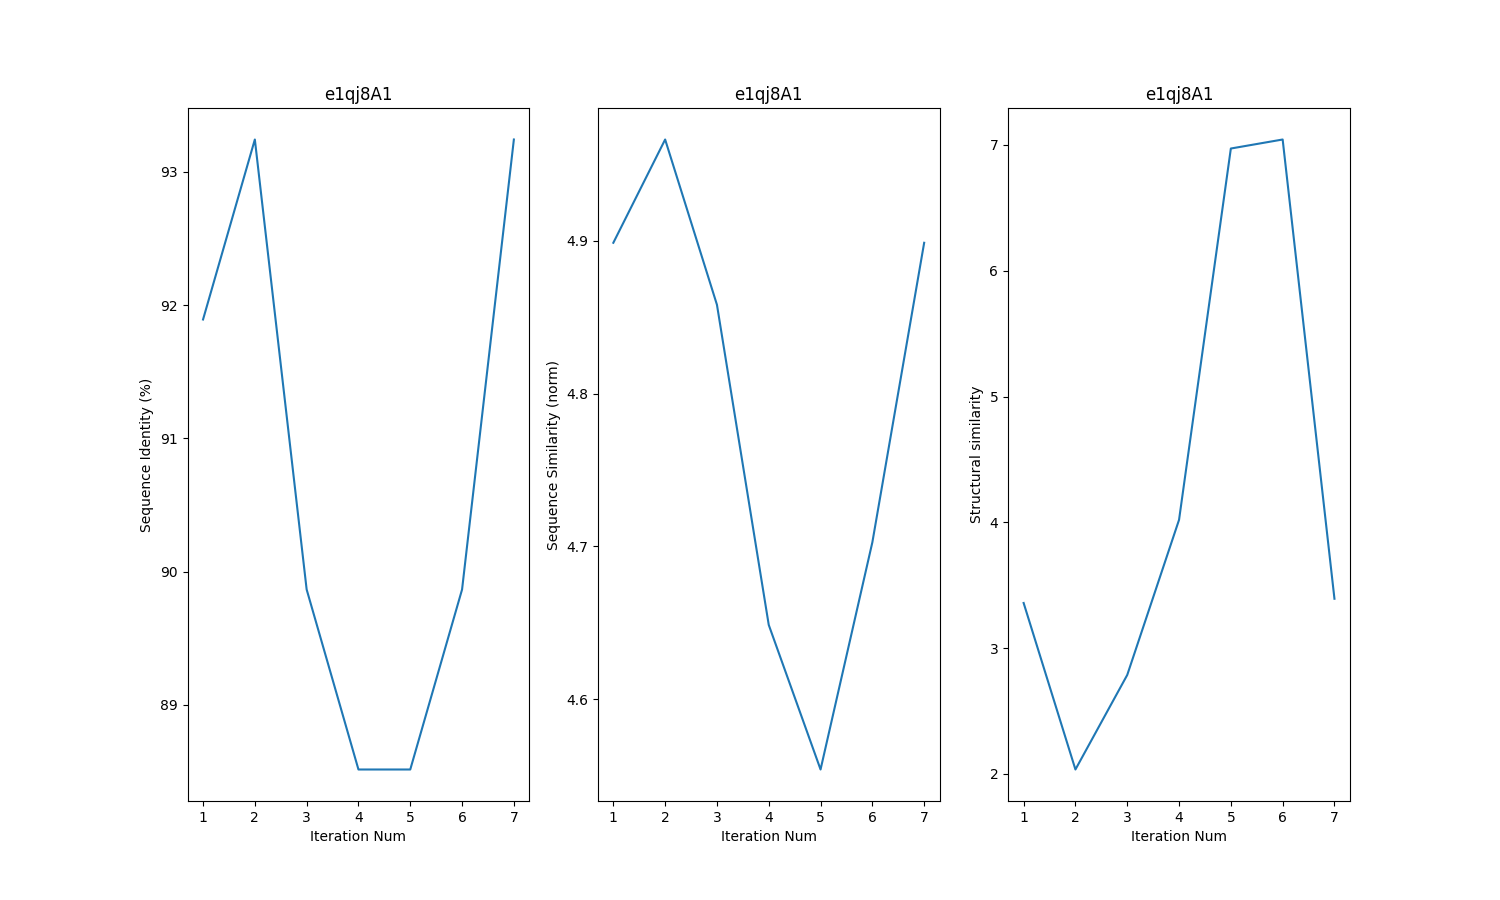 e1qj8A1
Sequence Identity (%)
93
92
91
90
89
1 2 3 4 5 6 7
Iteration Num
e1qj8A1
Sequence Similarity (norm)
4.9
4.8
4.7
4.6
1 2 3 4 5 6 7
Iteration Num
e1qj8A1
Structural similarity
7
6
5
4
3
2
1 2 3 4 5 6 7
Iteration Num